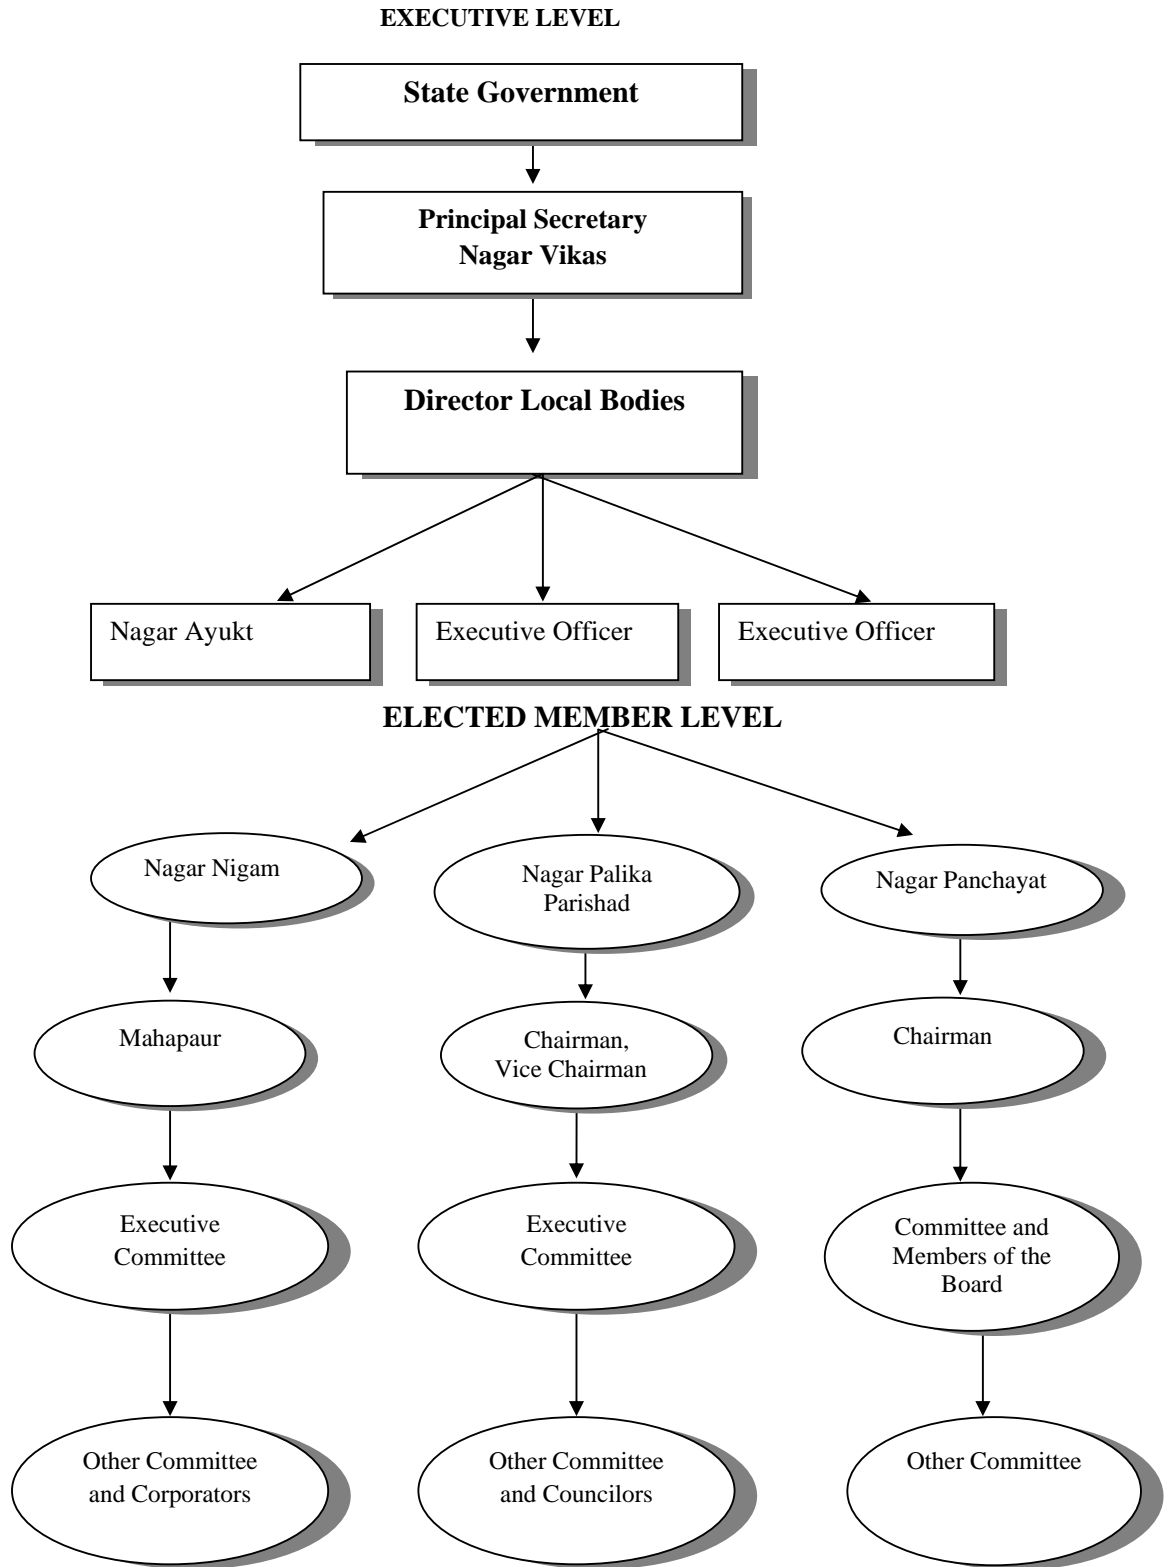 EXECUTIVE LEVEL
State Government
Principal Secretary
Nagar Vikas
Director Local Bodies
Nagar Ayukt
Executive Officer
Executive Officer
ELECTED MEMBER LEVEL
Nagar Nigam
Nagar Palika
Parishad
Nagar Panchayat
Mahapaur
Chairman,
Vice Chairman
Chairman
Executive
Committee
Executive
Committee
Committee and
Members of the
Board
Other Committee
and Corporators
Other Committee
and Councilors
Other Committee